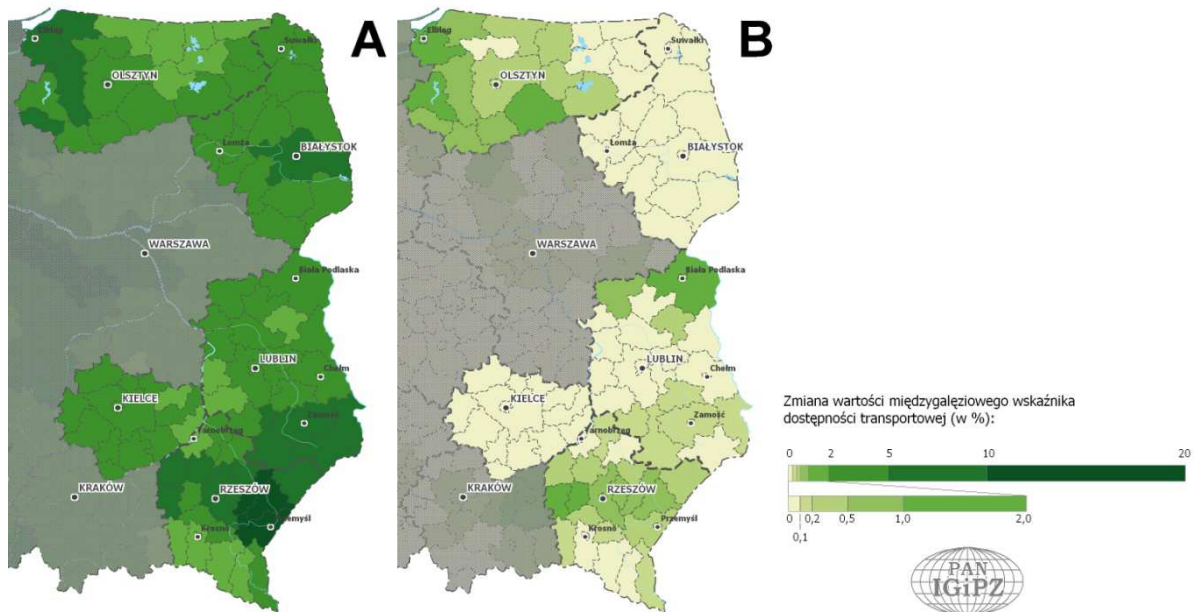 A
Elbląg
Suwałki
OLSZTYN
Łomża
BIAŁYSTOK
WARSZAWA
Biała Podlaska
LUBLIN
Chełm
KIELCE
Zamość
Tarnobrzeg
KRAKÓW
RZESZÓW
Przemyśl
Krosno
B
Elbląg
Suwałki
OLSZTYN
Łomża
BIAŁYSTOK
WARSZAWA
Biała Podlaska
LUBLIN
Chełm
KIELCE
Zamość
Tarnobrzeg
KRAKÓW
RZESZÓW
Przemyśl
Krosno
Zmiana wartości międzygałęziowego wskaźnika
dostępności transportowej (w %):
0 2 5 10 20
0 0,2 0,5 1,0 2,0
0,1
PAN
IGiPZ